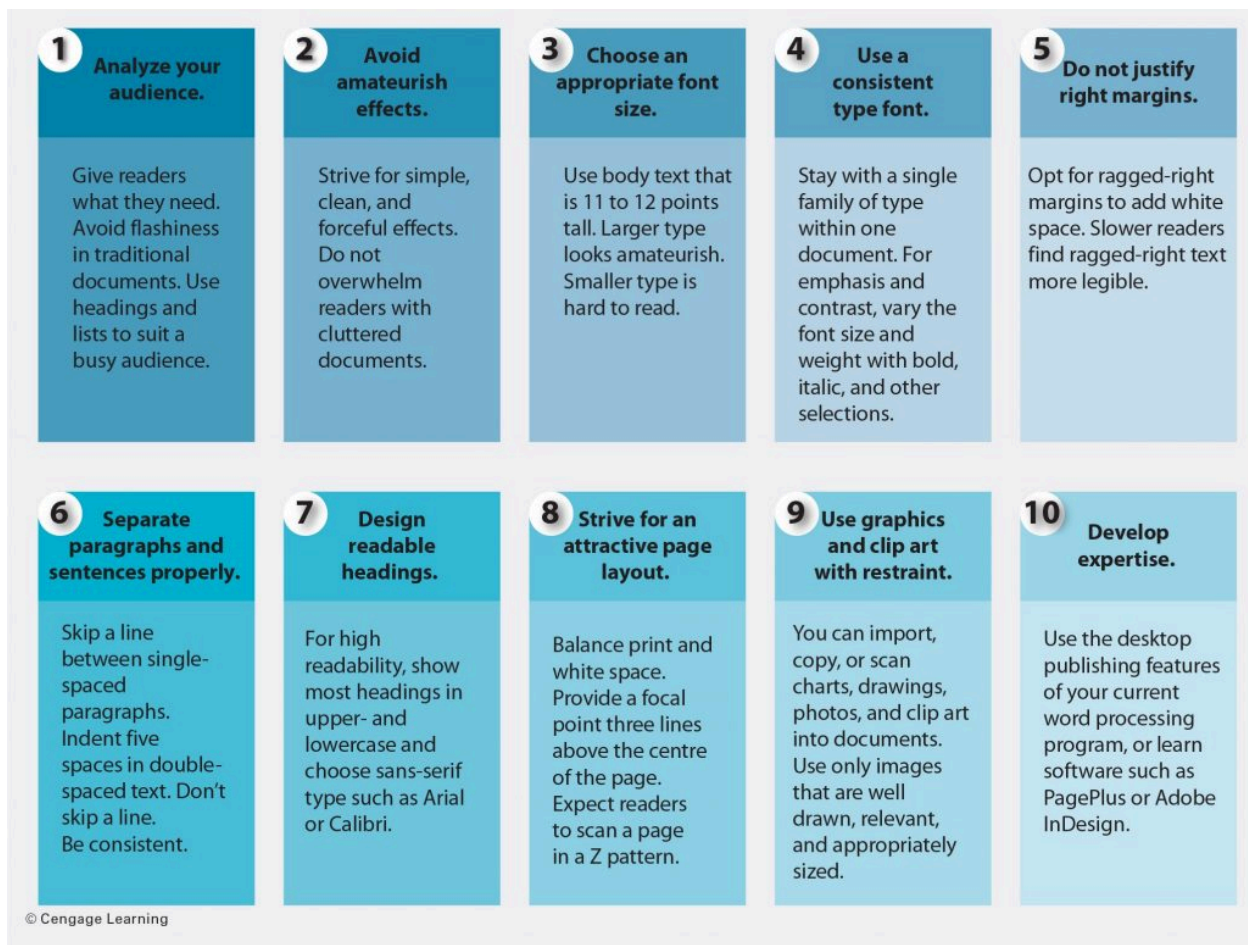 1
Analyze your
audience.
Give readers
what they need.
Avoid flashiness
in traditional
documents. Use
headings and
lists to suit a
busy audience.
2
Avoid
amateurish
effects.
Strive for simple,
clean, and
forceful effects.
Do not
overwhelm
readers with
cluttered
documents.
3
Choose an
appropriate font
size.
Use body text that
is 11 to 12 points
tall. Larger type
looks amateurish.
Smaller type is
hard to read.
4
Use a
consistent
type font.
Stay with a single
family of type
within one
document. For
emphasis and
contrast, vary the
font size and
weight with bold,
italic, and other
selections.
5
Do not justify
right margins.
Opt for ragged-right
margins to add white
space. Slower readers
find ragged-right text
more legible.
6
Separate
paragraphs and
sentences properly.
Skip a line
between single-
spaced
paragraphs.
Indent five
spaces in double-
spaced text. Don't
skip a line.
Be consistent.
7
Design
readable
headings.
For high
readability, show
most headings in
upper- and
lowercase and
choose sans-serif
type such as Arial
or Calibri.
8
Strive for an
attractive page
layout.
Balance print and
white space.
Provide a focal
point three lines
above the centre
of the page.
Expect readers
to scan a page
in a Z pattern.
9
Use graphics
and clip art
with restraint.
You can import,
copy, or scan
charts, drawings,
photos, and clip art
into documents.
Use only images
that are well
drawn, relevant,
and appropriately
sized.
10
Develop
expertise.
Use the desktop
publishing features
of your current
word processing
program, or learn
software such as
PagePlus or Adobe
InDesign.
© Cengage Learning